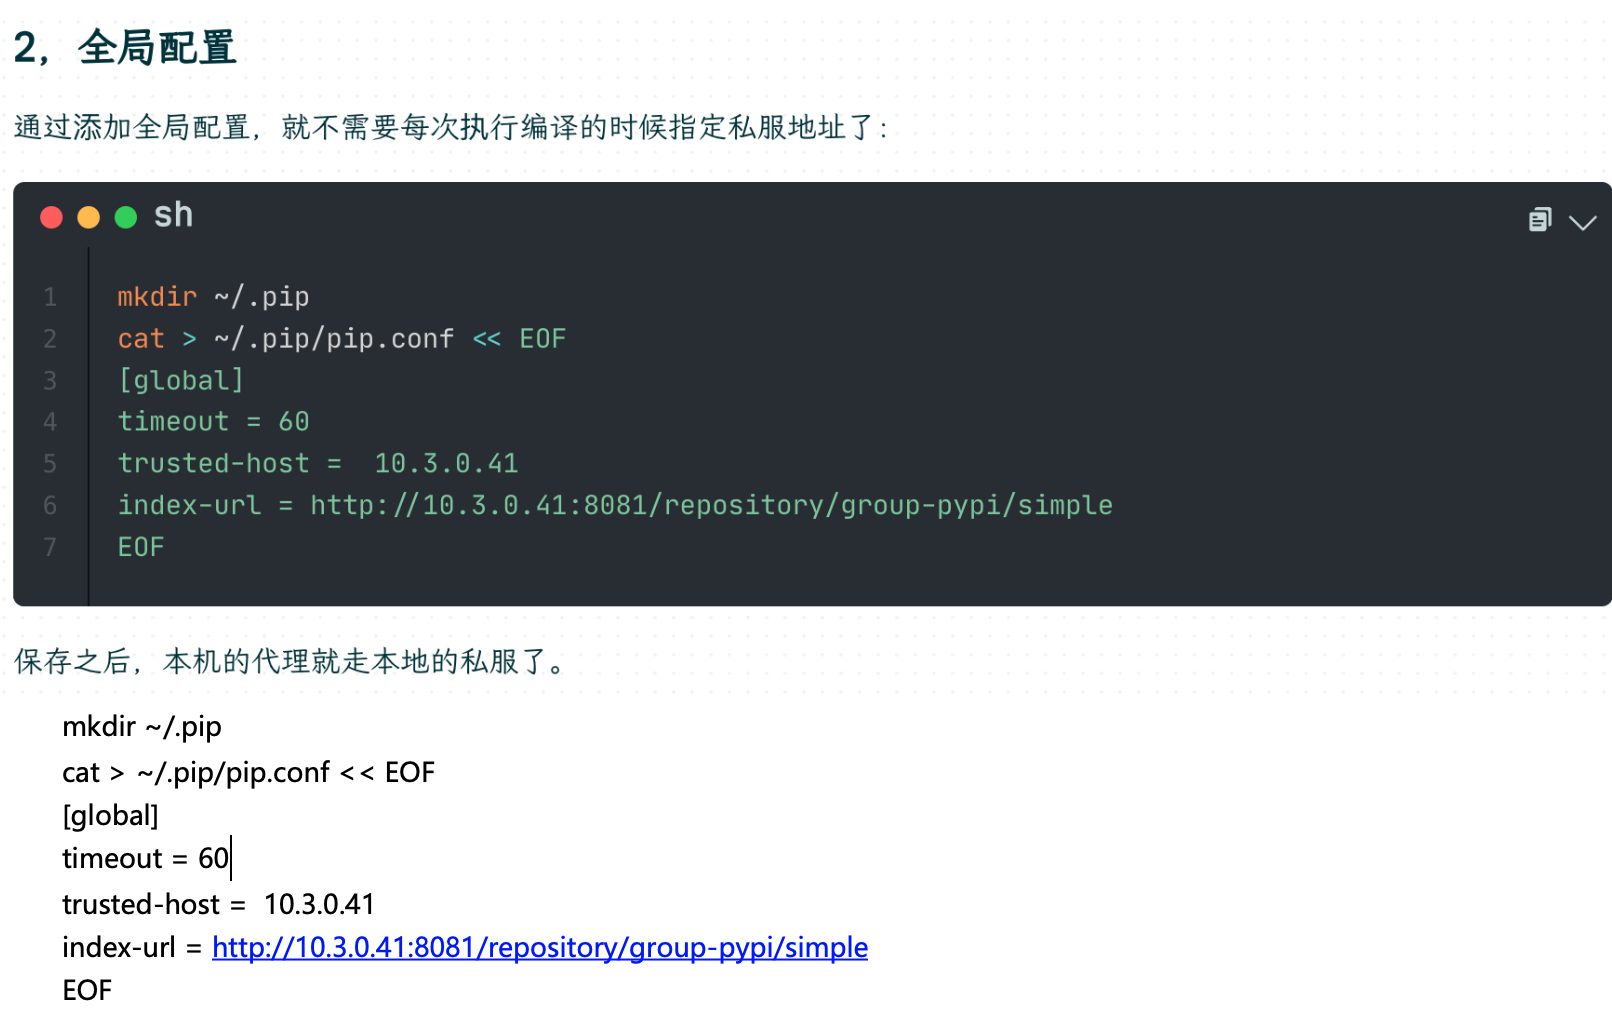 2，全局配置
通过添加全局配置，就不需要每次执行编译的时候指定私服地址了：
sh
1 mkdir ~/.pip
2 cat > ~/.pip/pip.conf << EOF
3 [global]
4 timeout = 60
5 trusted-host =  10.3.0.41
6 index-url = http://10.3.0.41:8081/repository/group-pypi/simple
7 EOF
保存之后，本机的代理就走本地的私服了。
mkdir ~/.pip
cat > ~/.pip/pip.conf << EOF
[global]
timeout = 60
trusted-host =  10.3.0.41
index-url = http://10.3.0.41:8081/repository/group-pypi/simple
EOF